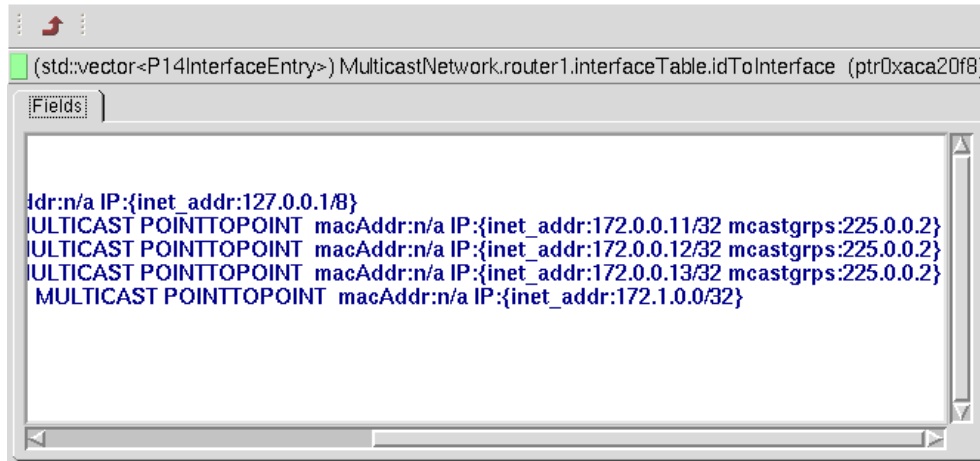 (std::vector<P14InterfaceEntry>) MulticastNetwork.router1.interfaceTable.idToInterface (ptr0xaca20f8)
Fields
ddr:n/a IP:{inet_addr:127.0.0.1/8}
MULTICAST POINTTOPOINT macAddr:n/a IP:{inet_addr:172.0.0.11/32 mcastgrps:225.0.0.2}
MULTICAST POINTTOPOINT macAddr:n/a IP:{inet_addr:172.0.0.12/32 mcastgrps:225.0.0.2}
MULTICAST POINTTOPOINT macAddr:n/a IP:{inet_addr:172.0.0.13/32 mcastgrps:225.0.0.2}
MULTICAST POINTTOPOINT macAddr:n/a IP:{inet_addr:172.1.0.0/32}